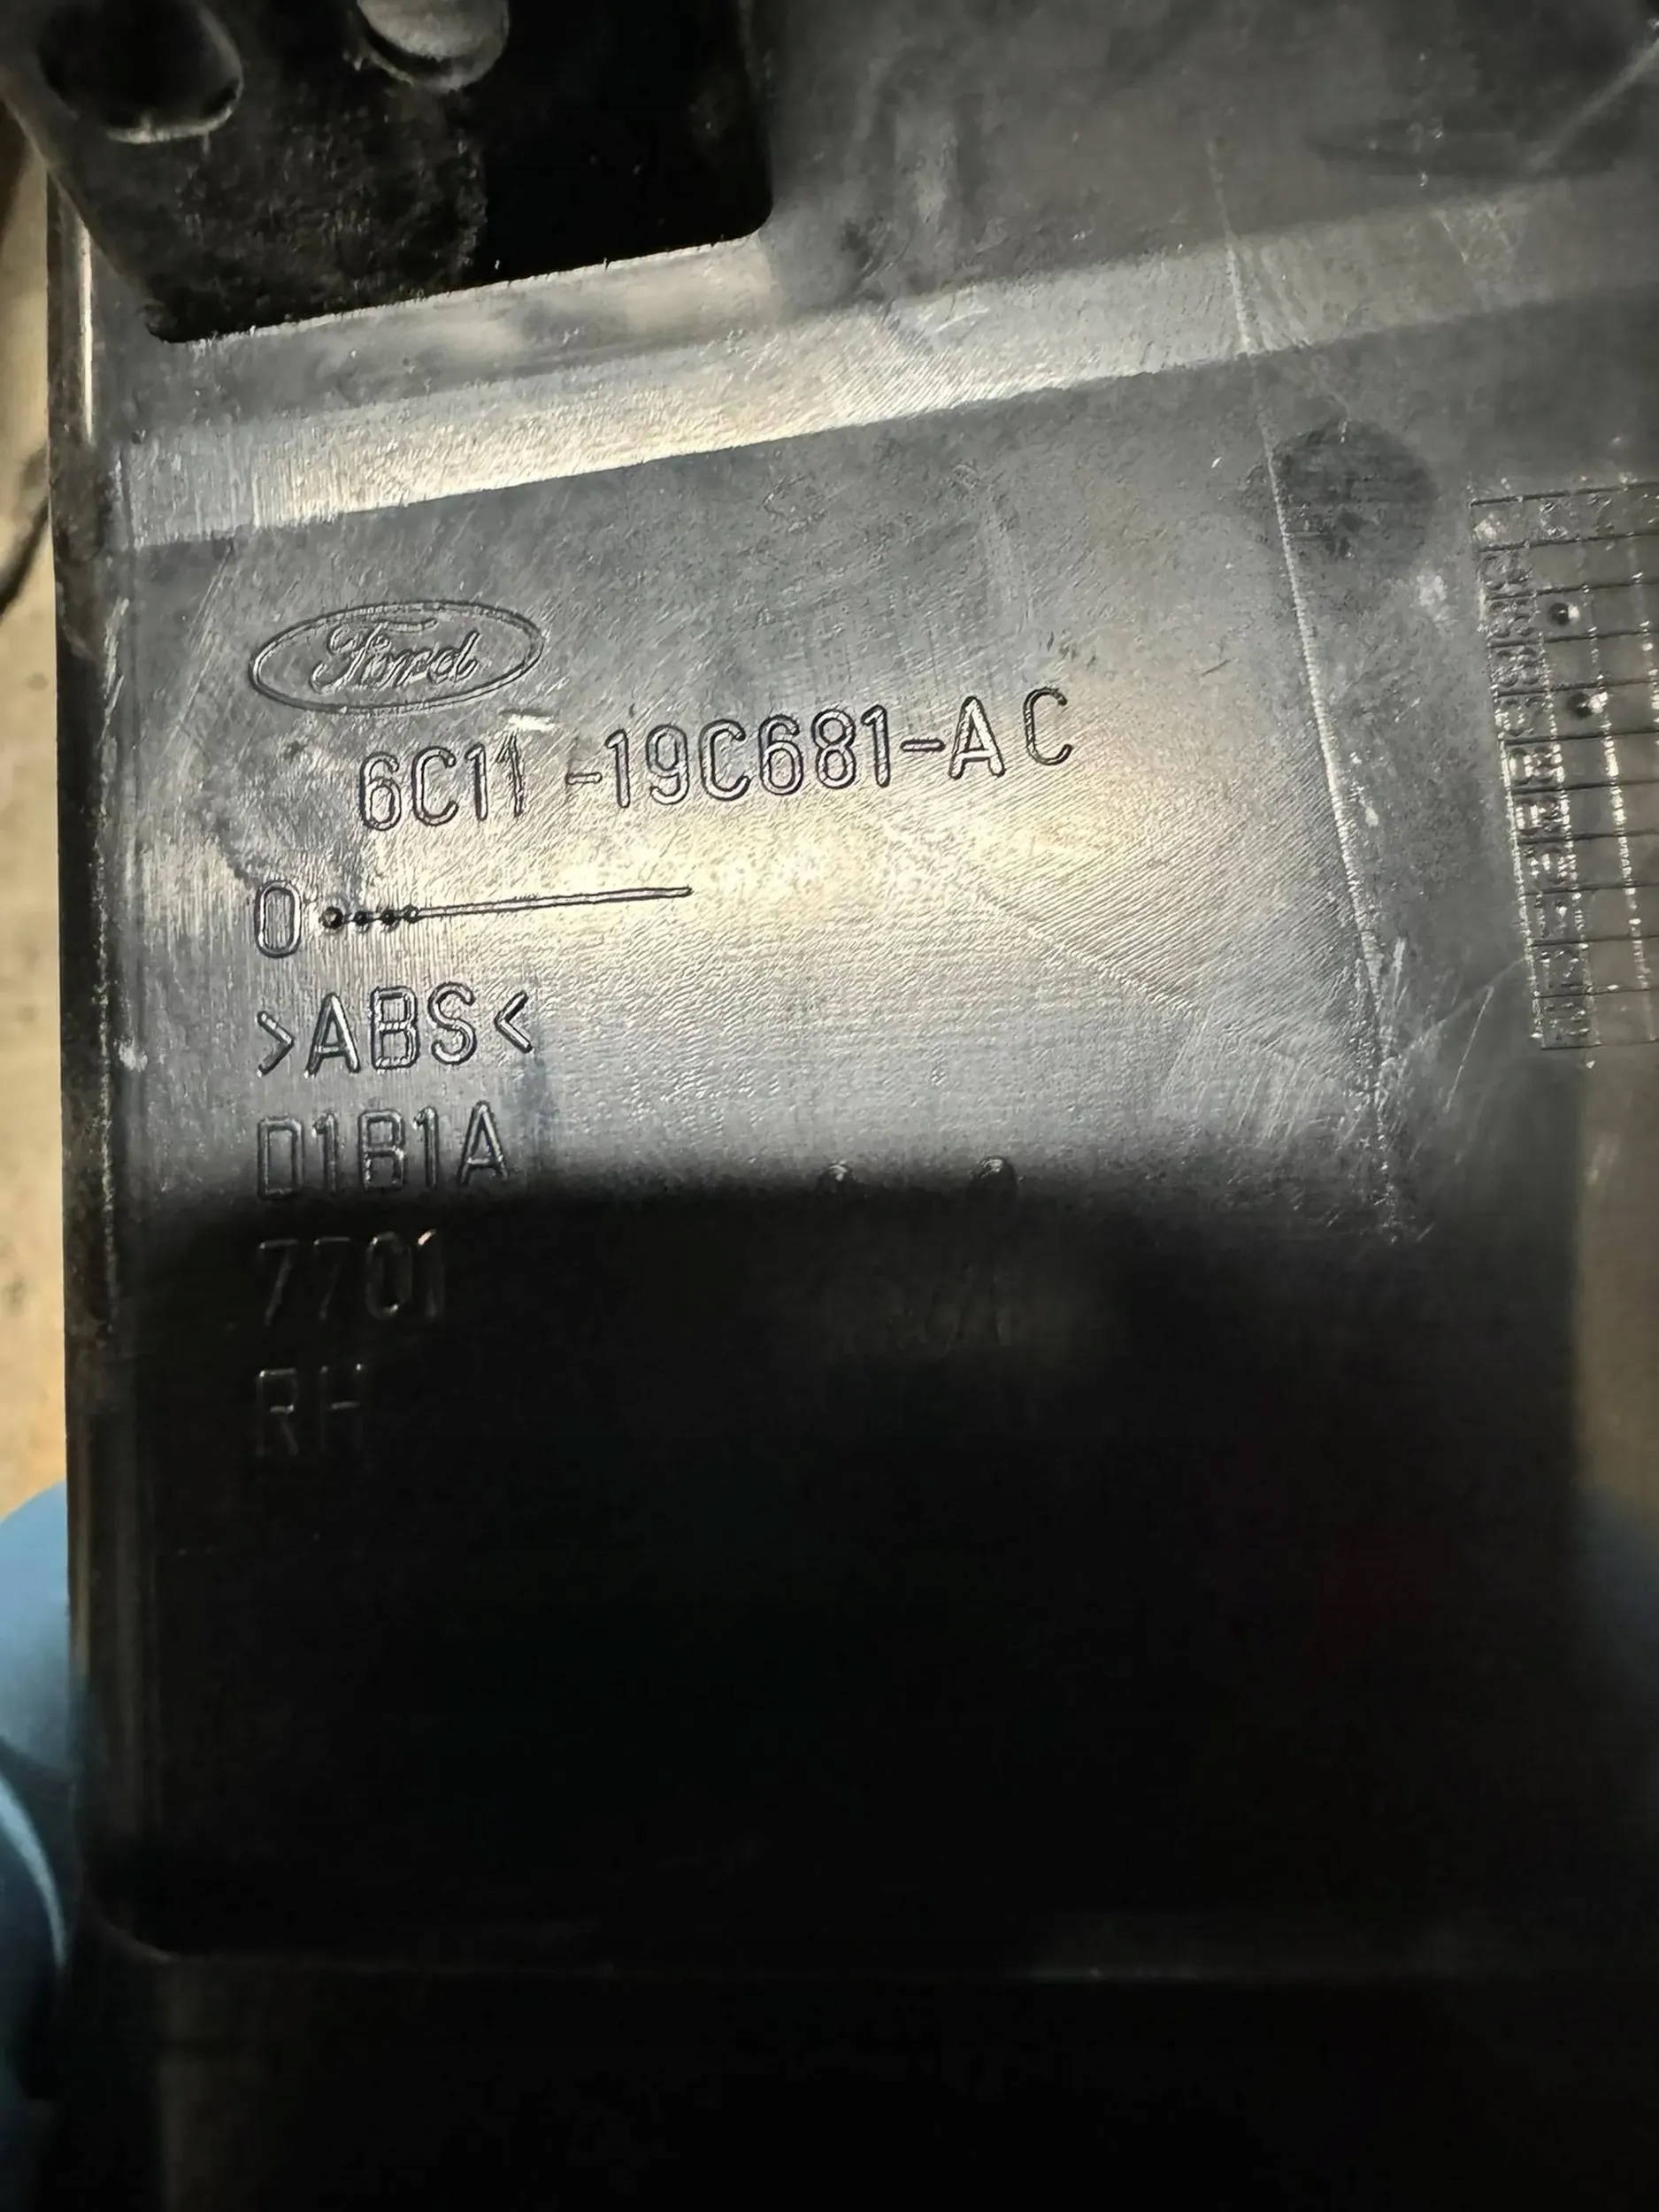 Ford
6C11-19C681-AC
0
>ABS<
D1B1A
7701
RH